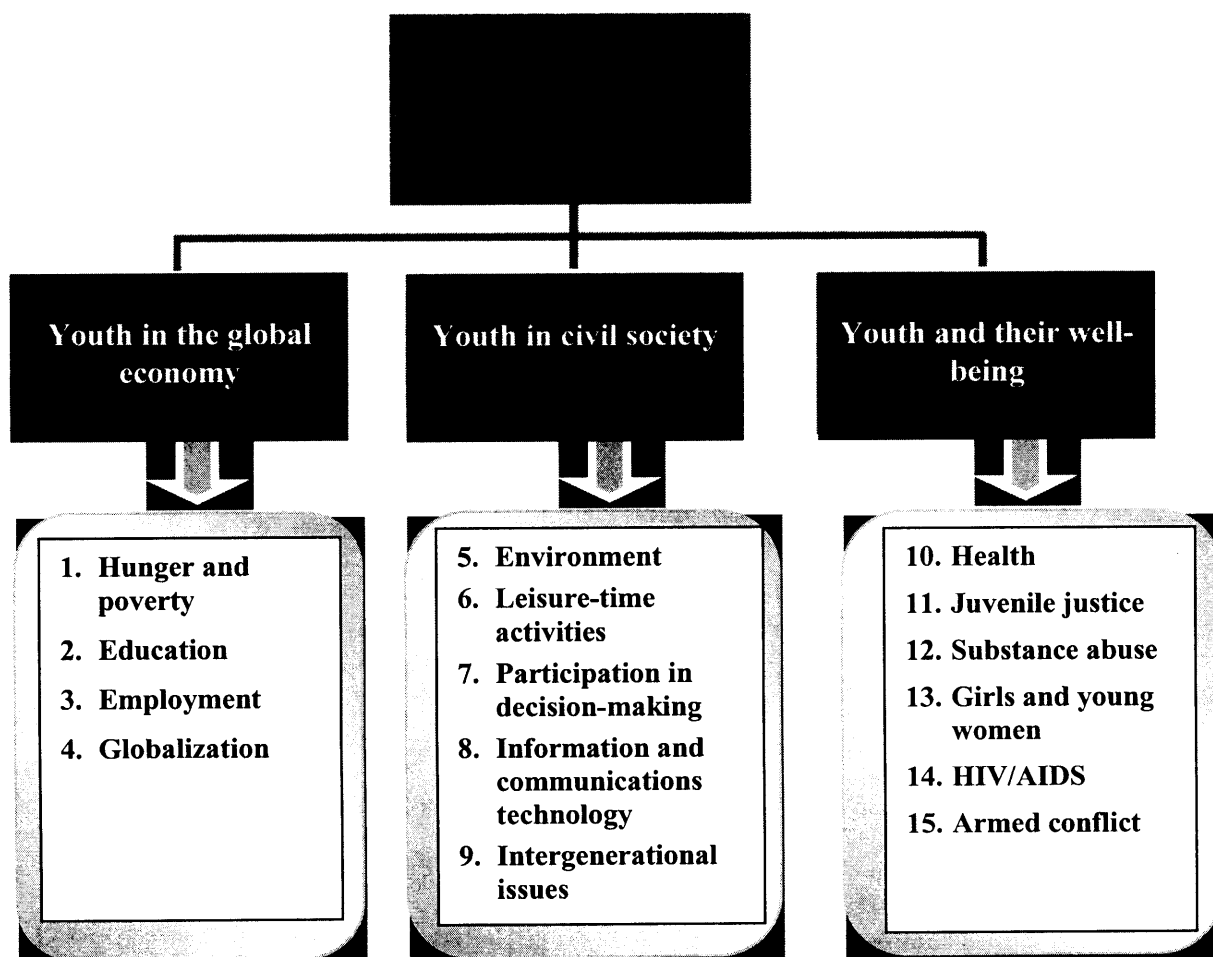 Youth in the global
economy
Youth in civil society
Youth and their well-
being
1. Hunger and
poverty
2. Education
3. Employment
4. Globalization
5. Environment
6. Leisure-time
activities
7. Participation in
decision-making
8. Information and
communications
technology
9. Intergenerational
issues
10. Health
11. Juvenile justice
12. Substance abuse
13. Girls and young
women
14. HIV/AIDS
15. Armed conflict